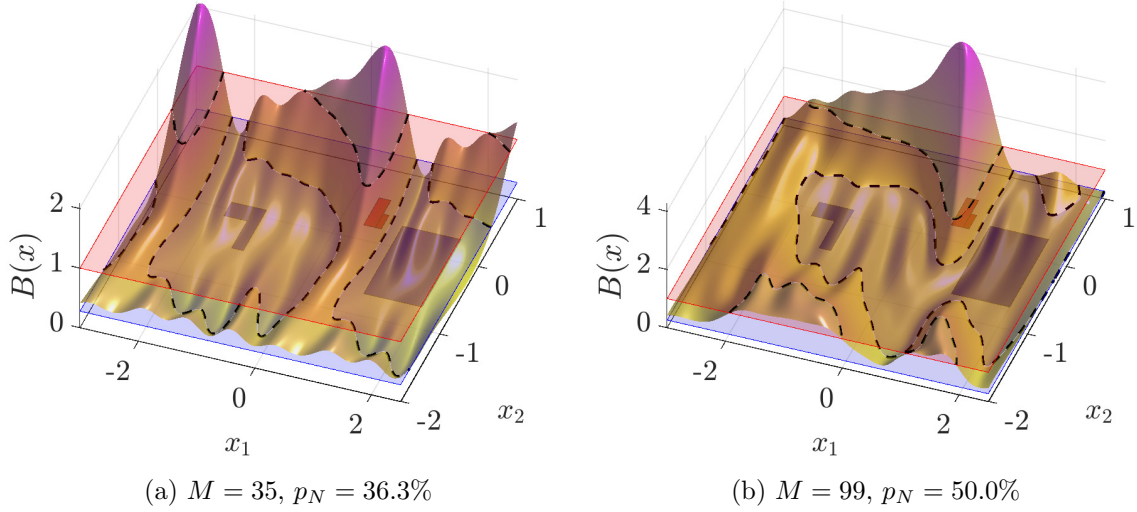 2
1
0
B(x)
-2
0
2
x1
-2
-1
0
1
x2
4
2
0
B(x)
-2
0
2
x1
-2
-1
0
1
x2
(a) M = 35, pN = 36.3%
(b) M = 99, pN = 50.0%